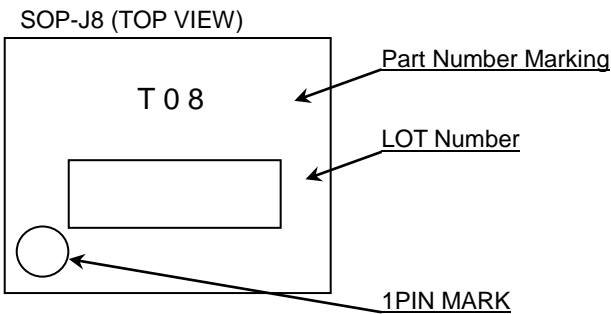 SOP-J8 (TOP VIEW)
Part Number Marking
T 0 8
LOT Number
1PIN MARK